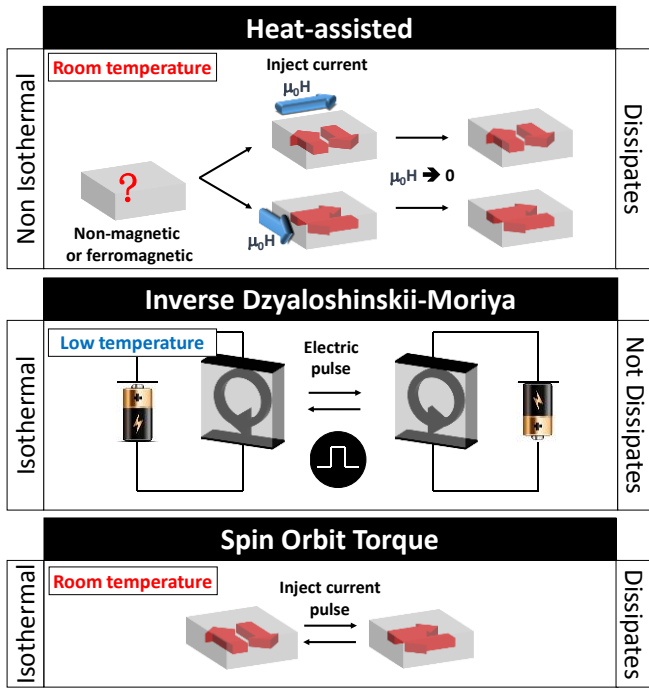 Heat-assisted
Non Isothermal
Room temperature
Inject current
μ₀H
?
μ₀H ➔ 0
μ₀H
Non-magnetic
or ferromagnetic
Dissipates
Inverse Dzyaloshinskii-Moriya
Isothermal
Low temperature
Electric
pulse
+
+
Not Dissipates
Spin Orbit Torque
Isothermal
Room temperature
Inject current
pulse
Dissipates